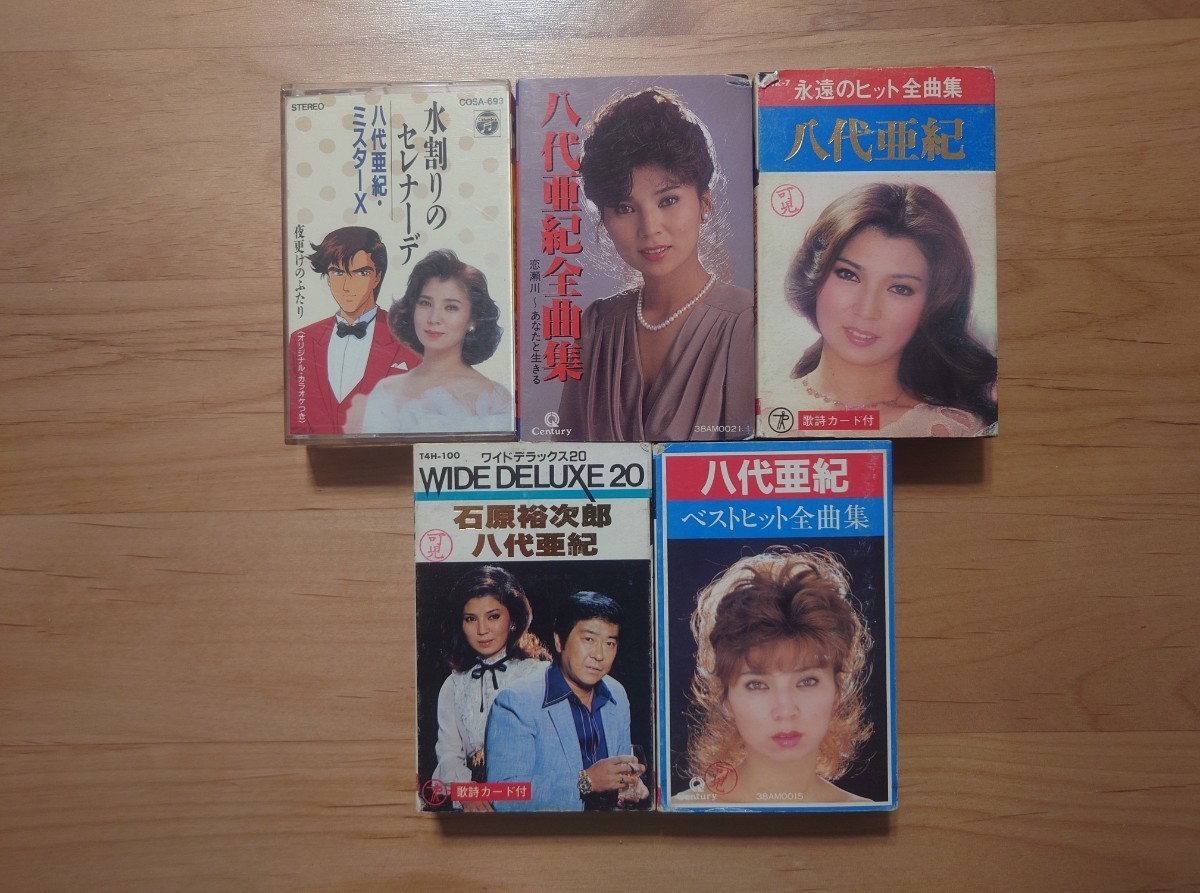 STEREO
COSA-693
水割りの
セレナーデ
八代亜紀・
ミスターX
夜更けのふたり
(オリジナル・カラオケつき)
八代亜紀全曲集
恋瀬川〜あなたと生きる
Century
38AM0021
K-7
永遠のヒット全曲集
八代亜紀
可児
歌詩カード付
T4H-100
ワイドデラックス20
WIDE DELUXE 20
石原裕次郎
八代亜紀
可児
歌詩カード付
八代亜紀
ベストヒット全曲集
可児
Century
38AM0015